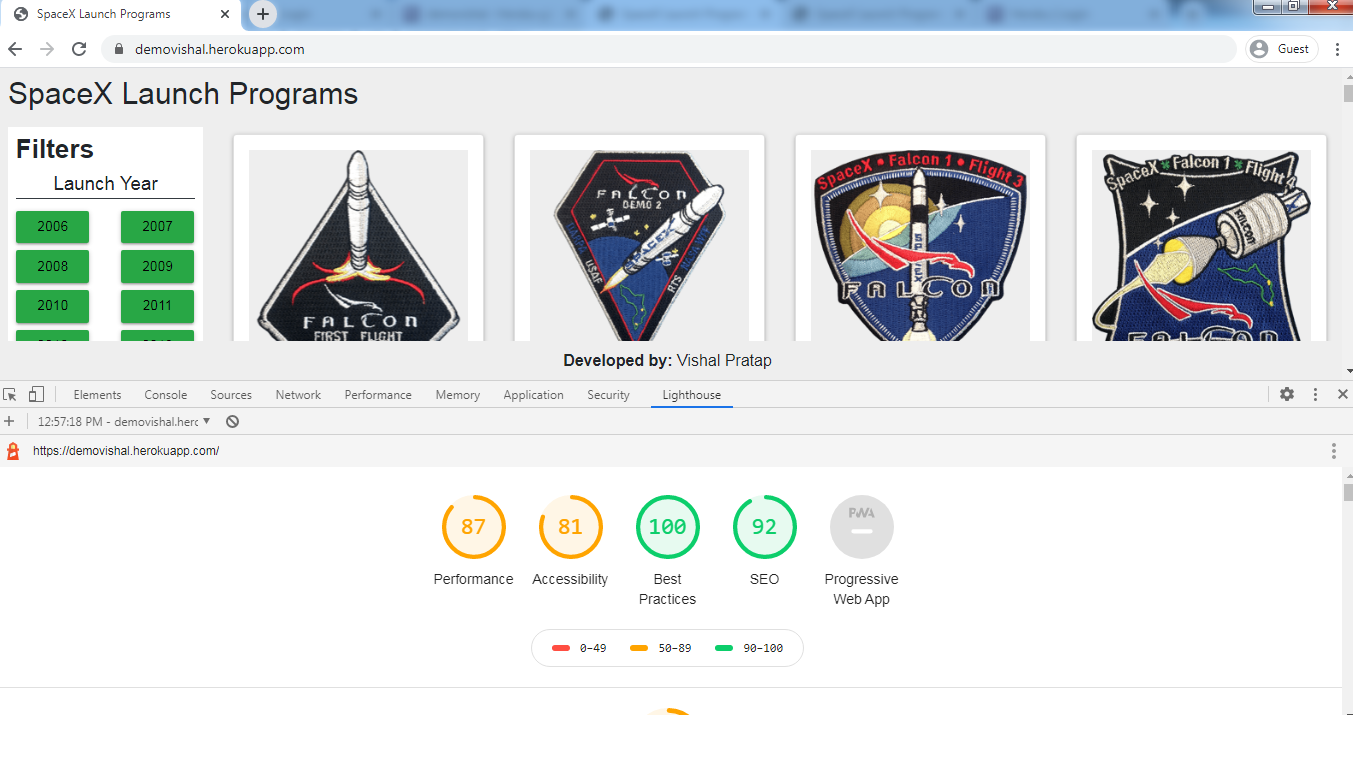 SpaceX Launch Programs
demovishal.herokuapp.com
Guest
SpaceX Launch Programs
Filters
Launch Year
2006 2007
2008 2009
2010 2011
FALCON
FIRST FLIGHT
FALCON
DEMO 2
SPACEX
USAF
RTS
SpaceX • Falcon 1 • Flight 3
SPACEX
FALCON
SpaceX Falcon 1 Flight 4
FALCON
FALCON
Developed by: Vishal Pratap
Elements Console Sources Network Performance Memory Application Security Lighthouse
12:57:18 PM - demovishal.herc
https://demovishal.herokuapp.com/
87 81 100 92 PWA
Performance Accessibility Best Practices SEO Progressive Web App
0–49 50–89 90–100